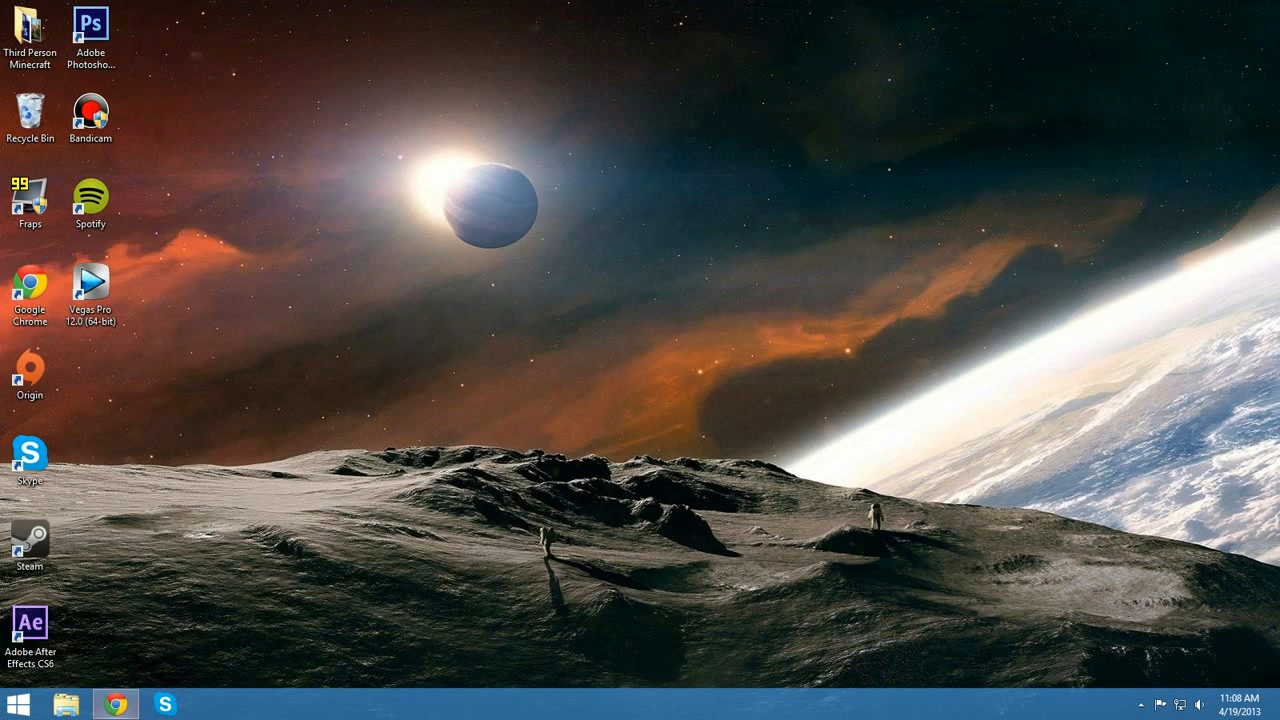 Third Person
Minecraft
Ps
Adobe
Photosho...
Recycle Bin
Bandicam
99
Fraps
Spotify
Google
Chrome
Vegas Pro
12.0 (64-bit)
Origin
S
Skype
Steam
Ae
Adobe After
Effects CS6
S
11:08 AM
4/19/2013